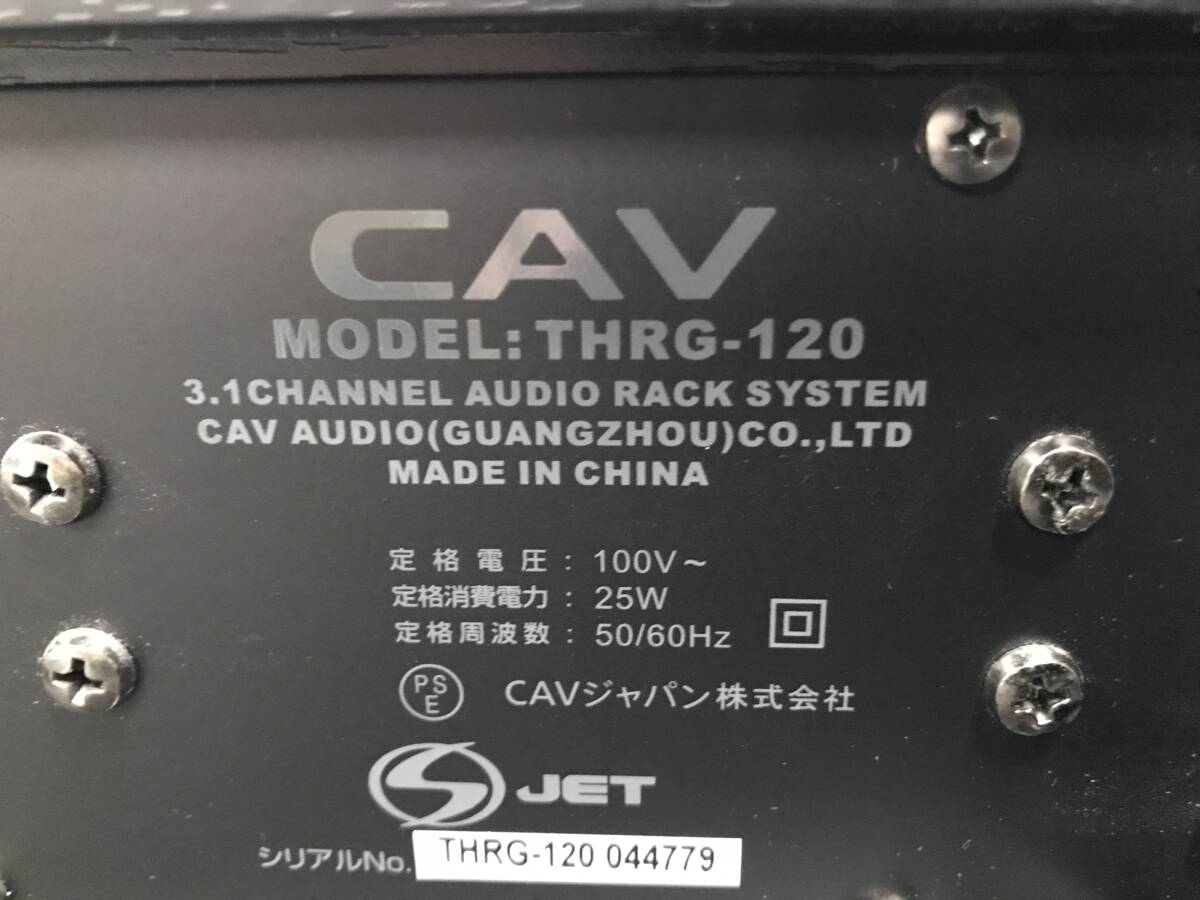 CAV
MODEL: THRG-120
3.1CHANNEL AUDIO RACK SYSTEM
CAV AUDIO(GUANGZHOU)CO.,LTD
MADE IN CHINA
定格電圧 : 100V～
定格消費電力 : 25W
定格周波数 : 50/60Hz
PSE CAVジャパン株式会社
S JET
シリアルNo. THRG-120 044779